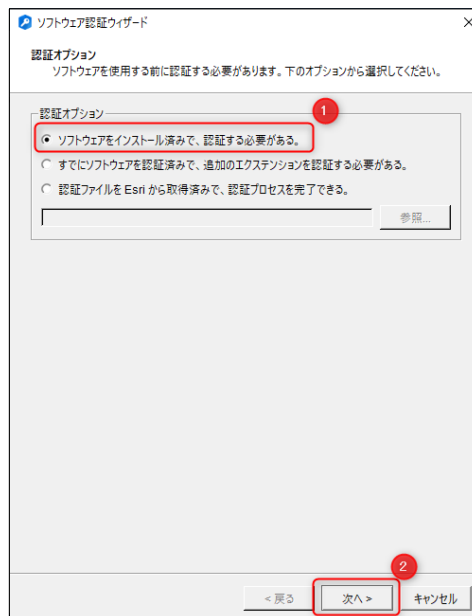 ソフトウェア認証ウィザード
認証オプション
ソフトウェアを使用する前に認証する必要があります。下のオプションから選択してください。
認証オプション
1
ソフトウェアをインストール済みで、認証する必要がある。
すでにソフトウェアを認証済みで、追加のエクステンションを認証する必要がある。
認証ファイルを Esri から取得済みで、認証プロセスを完了できる。
参照...
2
< 戻る
次へ >
キャンセル